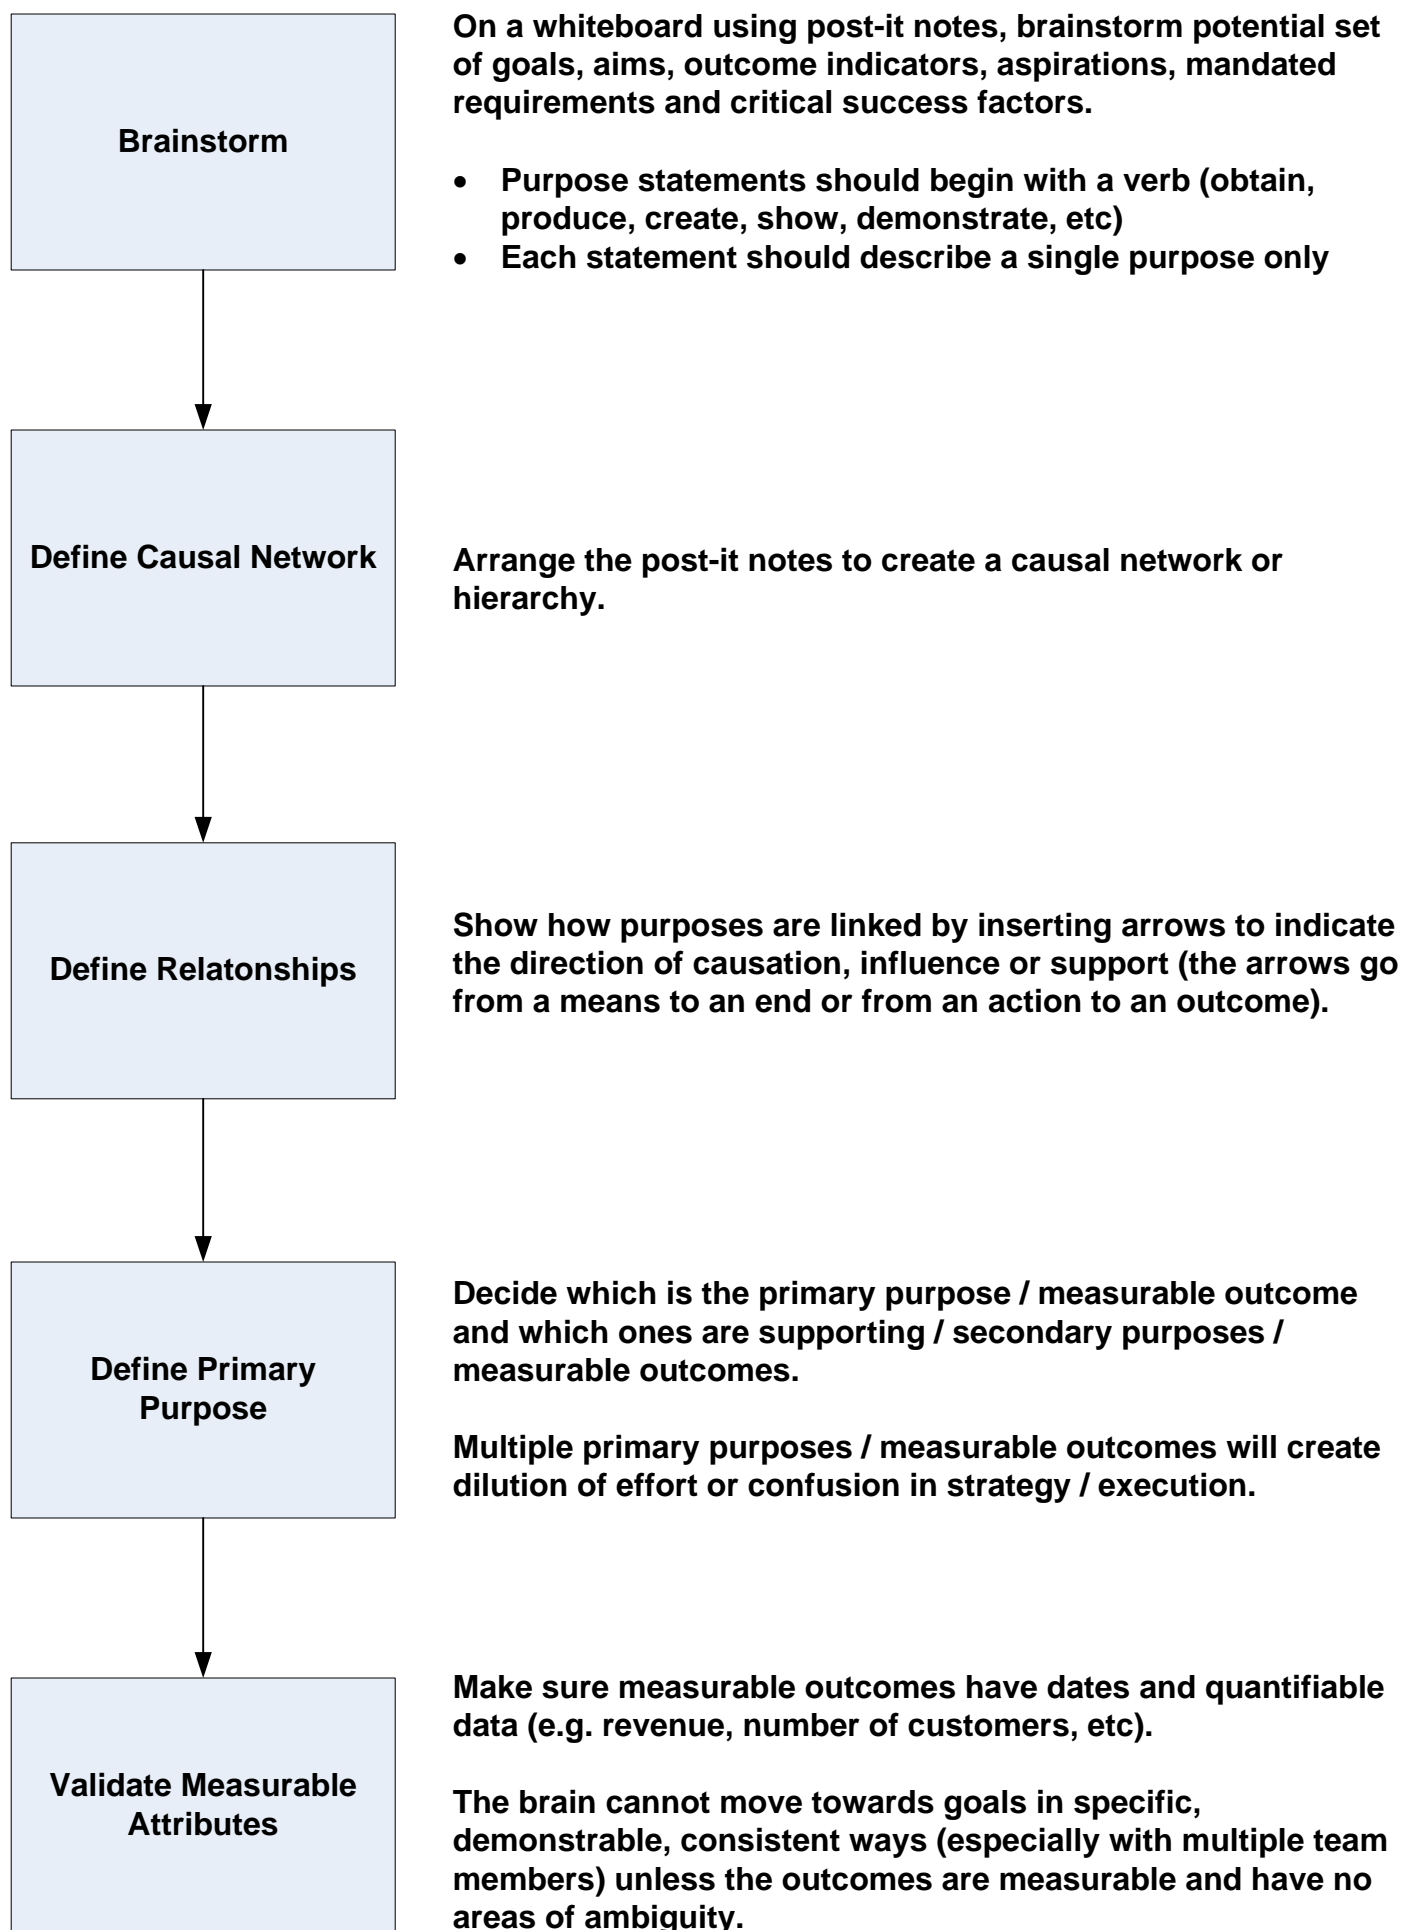 Brainstorm
On a whiteboard using post-it notes, brainstorm potential set
of goals, aims, outcome indicators, aspirations, mandated
requirements and critical success factors.
• Purpose statements should begin with a verb (obtain,
produce, create, show, demonstrate, etc)
• Each statement should describe a single purpose only
Define Causal Network
Arrange the post-it notes to create a causal network or
hierarchy.
Define Relatonships
Show how purposes are linked by inserting arrows to indicate
the direction of causation, influence or support (the arrows go
from a means to an end or from an action to an outcome).
Define Primary
Purpose
Decide which is the primary purpose / measurable outcome
and which ones are supporting / secondary purposes /
measurable outcomes.
Multiple primary purposes / measurable outcomes will create
dilution of effort or confusion in strategy / execution.
Validate Measurable
Attributes
Make sure measurable outcomes have dates and quantifiable
data (e.g. revenue, number of customers, etc).
The brain cannot move towards goals in specific,
demonstrable, consistent ways (especially with multiple team
members) unless the outcomes are measurable and have no
areas of ambiguity.